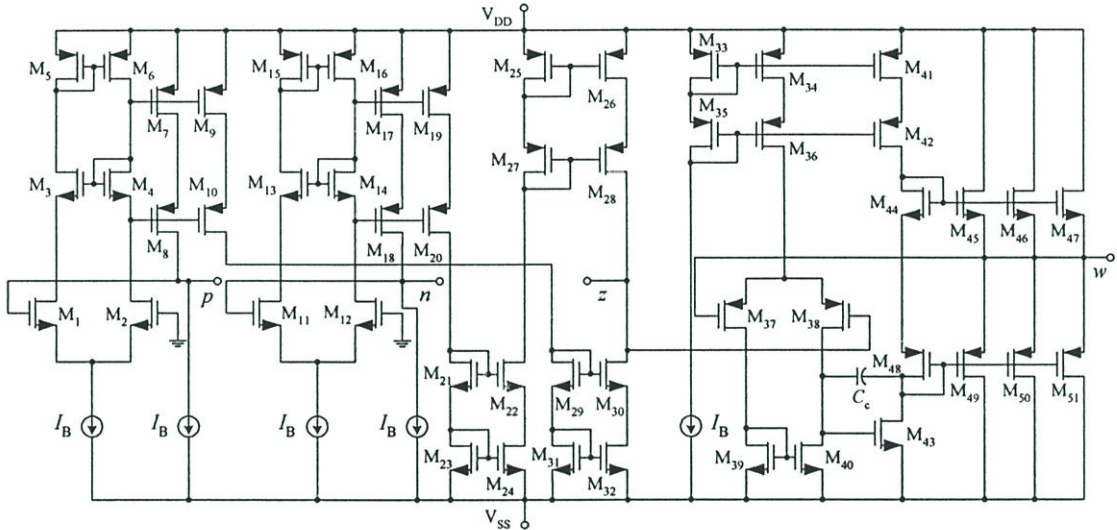 V_DD
M_5 M_6 M_15 M_16 M_25 M_26 M_33 M_34 M_41
M_7 M_9 M_17 M_19 M_35 M_36 M_42
M_3 M_4 M_10 M_13 M_14 M_27 M_28
M_8 M_18 M_20 M_44 M_45 M_46 M_47
p n z w
M_1 M_2 M_11 M_12 M_37 M_38
M_21 M_22 M_29 M_30 C_c M_48 M_49 M_50 M_51
I_B I_B I_B I_B I_B M_43
M_23 M_24 M_31 M_32 M_39 M_40
V_SS